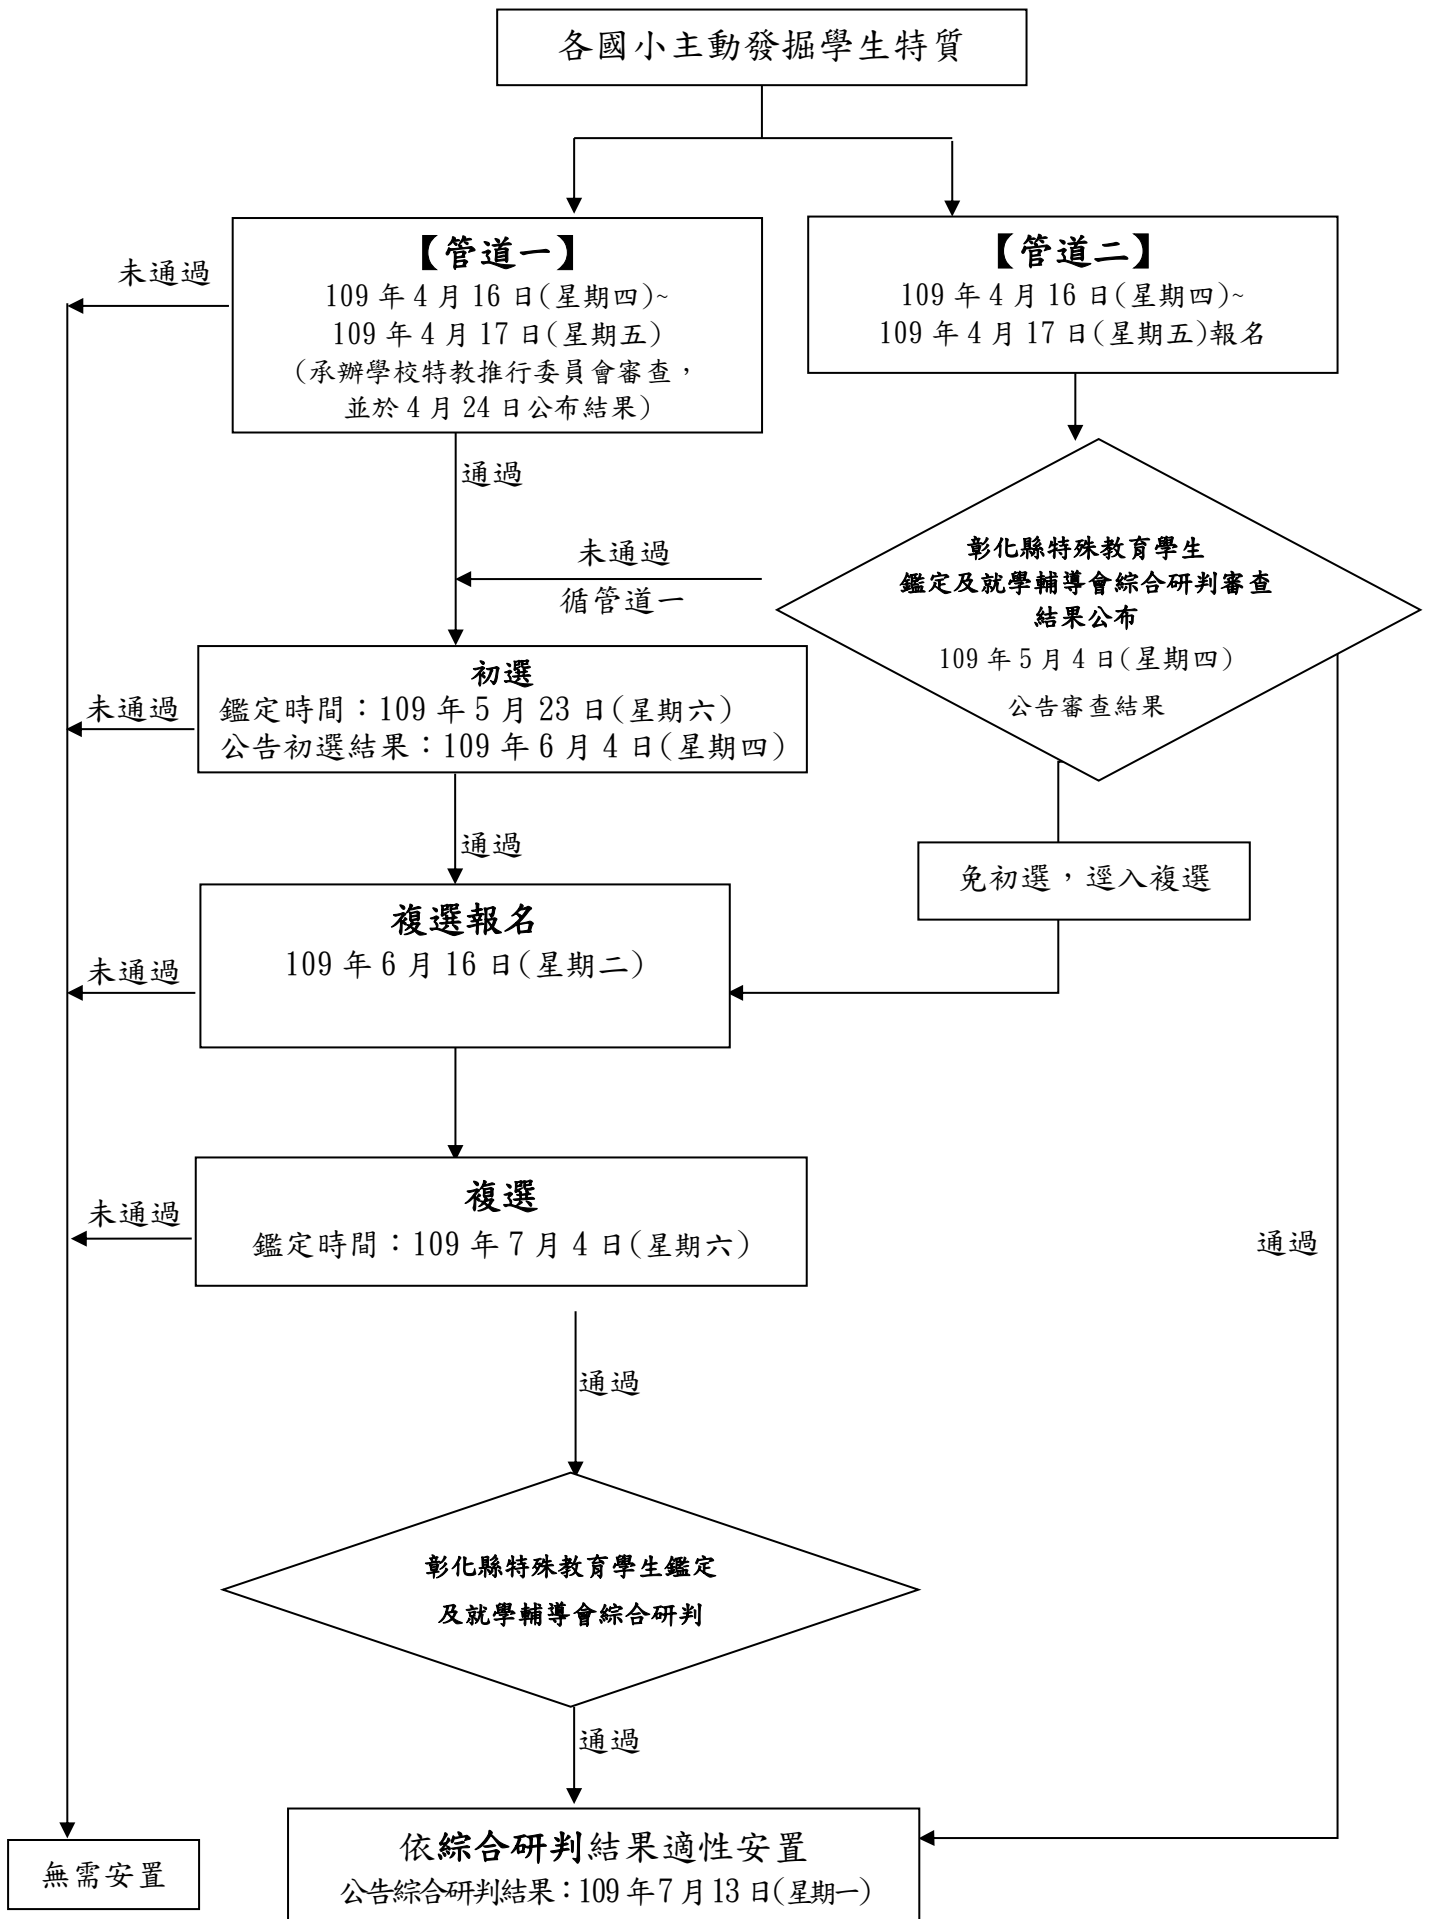 各國小主動發掘學生特質
【管道一】
109 年 4 月 16 日(星期四)~
109 年 4 月 17 日(星期五)
(承辦學校特教推行委員會審查，
並於 4 月 24 日公布結果)
【管道二】
109 年 4 月 16 日(星期四)~
109 年 4 月 17 日(星期五)報名
未通過
通過
彰化縣特殊教育學生
鑑定及就學輔導會綜合研判審查
結果公布
109 年 5 月 4 日(星期四)
公告審查結果
未通過
循管道一
初選
鑑定時間：109 年 5 月 23 日(星期六)
公告初選結果：109 年 6 月 4 日(星期四)
未通過
通過
免初選，逕入複選
複選報名
109 年 6 月 16 日(星期二)
未通過
複選
鑑定時間：109 年 7 月 4 日(星期六)
未通過
通過
通過
彰化縣特殊教育學生鑑定
及就學輔導會綜合研判
通過
依綜合研判結果適性安置
公告綜合研判結果：109 年 7 月 13 日(星期一)
無需安置